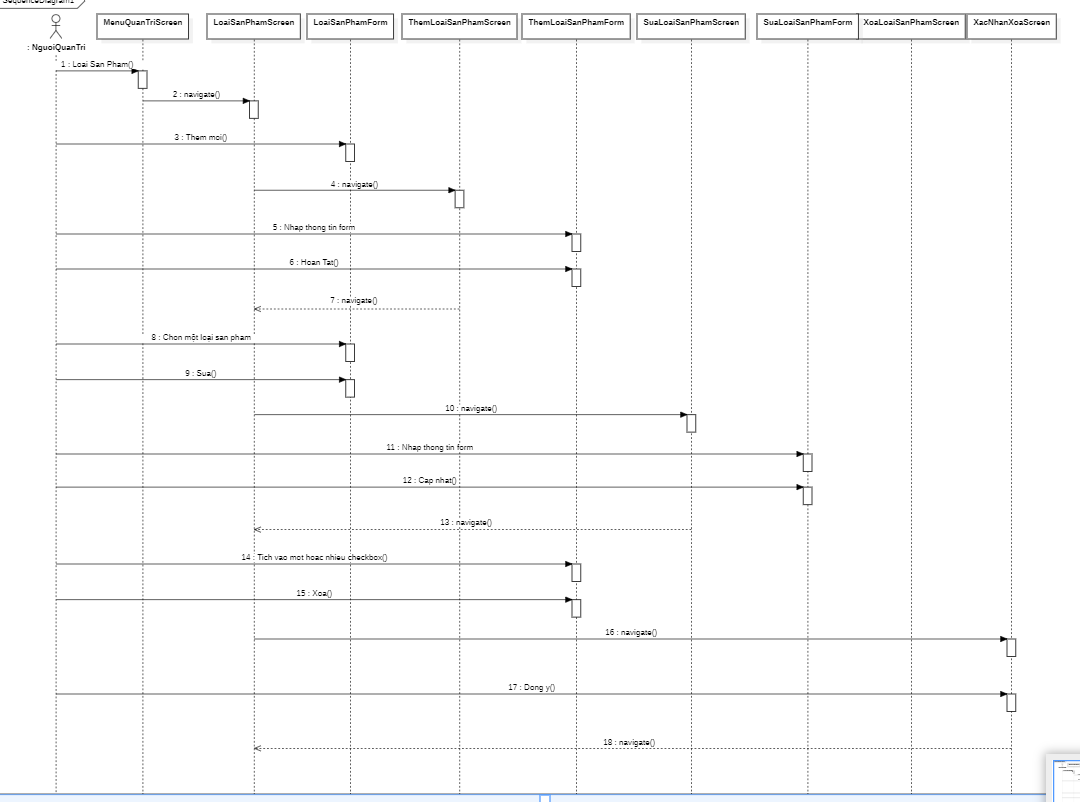 SequenceDiagram1
MenuQuanTriScreen
LoaiSanPhamScreen
LoaiSanPhamForm
ThemLoaiSanPhamScreen
ThemLoaiSanPhamForm
SuaLoaiSanPhamScreen
SuaLoaiSanPhamForm
XoaLoaiSanPhamScreen
XacNhanXoaScreen
: NguoiQuanTri
1 : Loai San Pham()
2 : navigate()
3 : Them moi()
4 : navigate()
5 : Nhap thong tin form
6 : Hoan Tat()
7 : navigate()
8 : Chon một loai san pham
9 : Sua()
10 : navigate()
11 : Nhap thong tin form
12 : Cap nhat()
13 : navigate()
14 : Tich vao mot hoac nhieu checkbox()
15 : Xoa()
16 : navigate()
17 : Dong y()
18 : navigate()